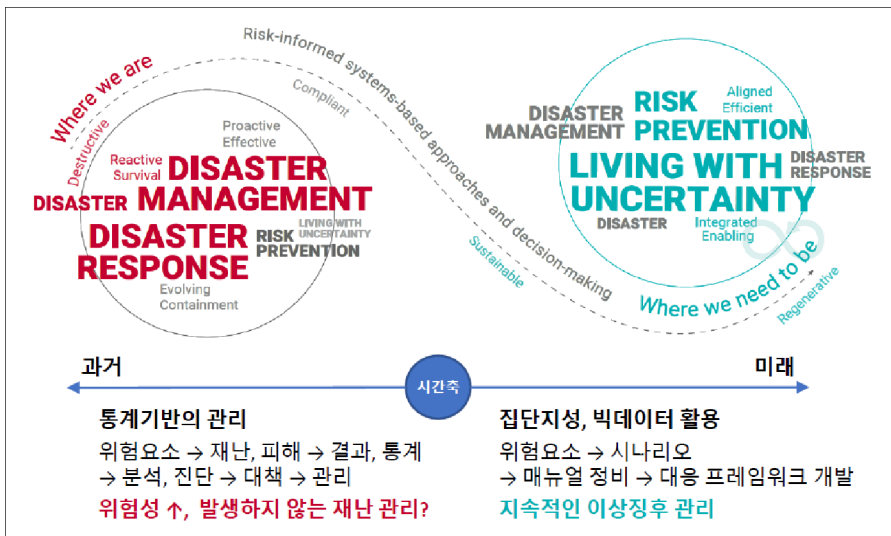 Where we are
Destructive
Proactive
Effective
Reactive
Survival
DISASTER
DISASTER MANAGEMENT
DISASTER
RESPONSE
RISK
PREVENTION
LIVING WITH
UNCERTAINTY
Evolving
Containment
Risk-informed systems-based approaches and decision-making
Compliant
Sustainable
DISASTER
MANAGEMENT
RISK
PREVENTION
Aligned
Efficient
LIVING WITH
UNCERTAINTY
DISASTER
RESPONSE
DISASTER
Integrated
Enabling
Where we need to be
Regenerative
과거
시간축
미래
통계기반의 관리
위험요소 → 재난, 피해 → 결과, 통계
→ 분석, 진단 → 대책 → 관리
위험성 ↑, 발생하지 않는 재난 관리?
집단지성, 빅데이터 활용
위험요소 → 시나리오
→ 매뉴얼 정비 → 대응 프레임워크 개발
지속적인 이상징후 관리